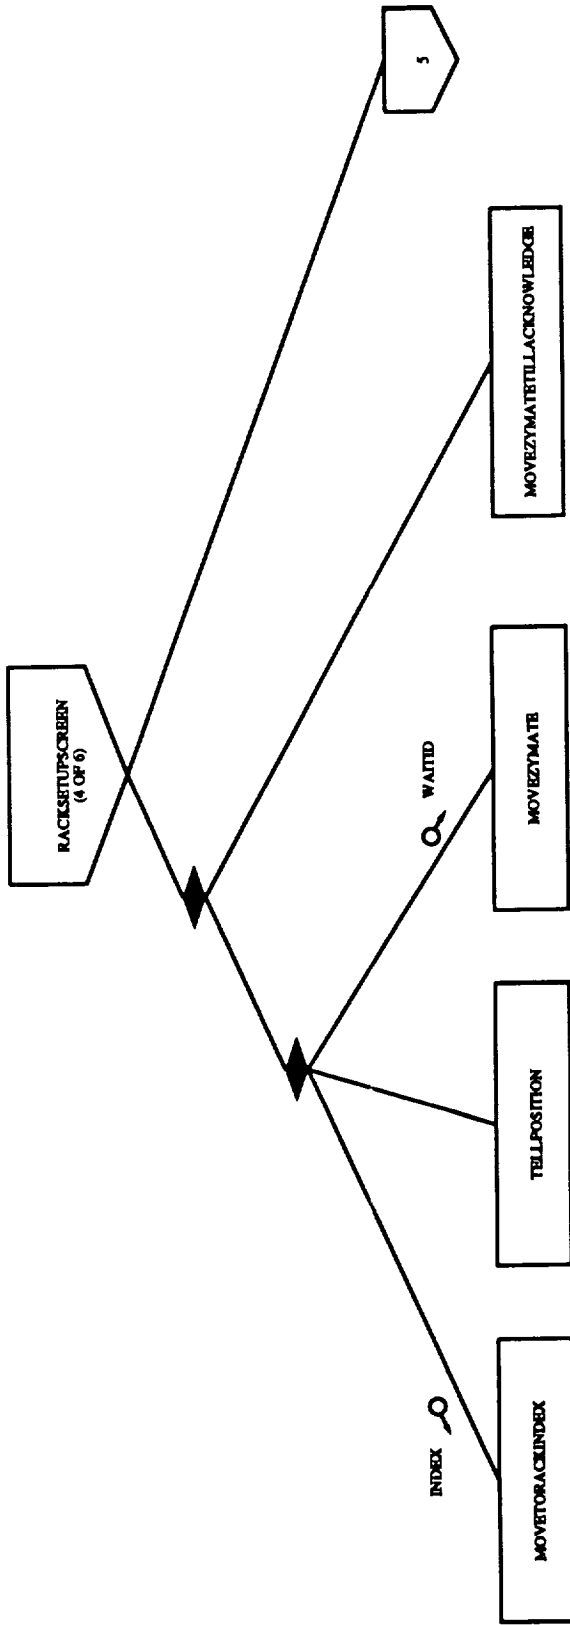 RACKSETUPSCREEN
(4 OF 6)
5
WAITID
INDEX
MOVETORACKINDEX
TELLPOSITION
MOVEZYMATE
MOVEZYMATETILLACKNOWLEDGE